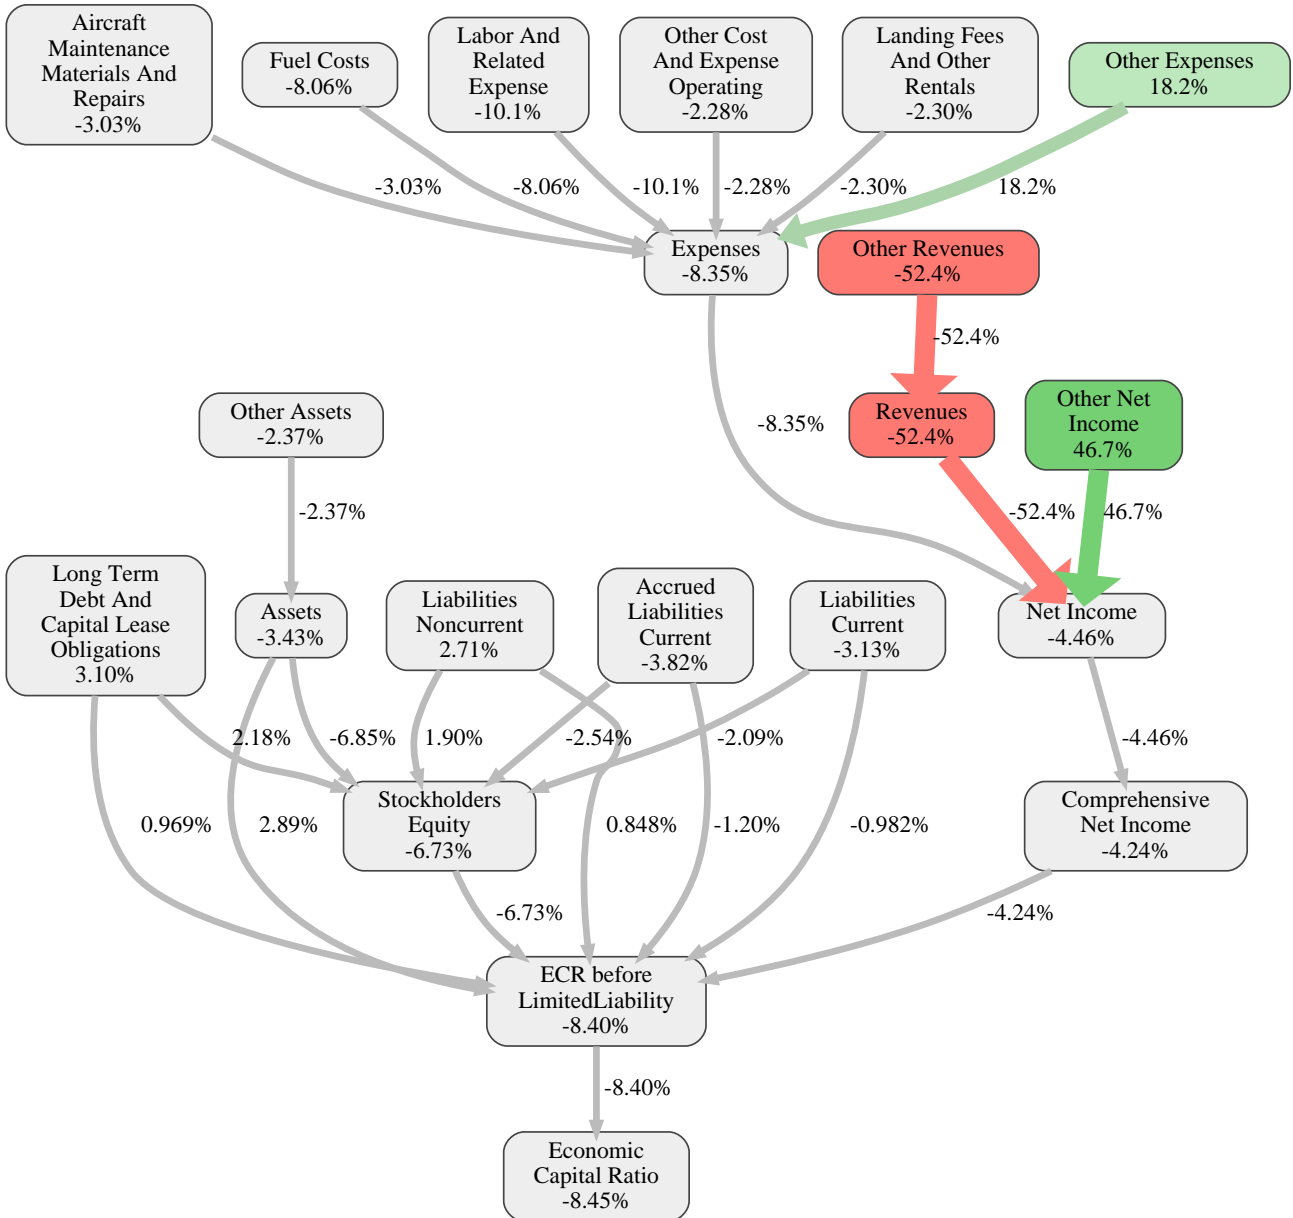 Aircraft
Maintenance
Materials And
Repairs
-3.03%
Fuel Costs
-8.06%
Labor And
Related
Expense
-10.1%
Other Cost
And Expense
Operating
-2.28%
Landing Fees
And Other
Rentals
-2.30%
Other Expenses
18.2%
-3.03%
-8.06%
-10.1%
-2.28%
-2.30%
18.2%
Expenses
-8.35%
Other Revenues
-52.4%
-52.4%
Other Assets
-2.37%
-8.35%
Revenues
-52.4%
Other Net
Income
46.7%
-2.37%
-52.4%
46.7%
Long Term
Debt And
Capital Lease
Obligations
3.10%
Assets
-3.43%
Liabilities
Noncurrent
2.71%
Accrued
Liabilities
Current
-3.82%
Liabilities
Current
-3.13%
Net Income
-4.46%
2.18%
-6.85%
1.90%
-2.54%
-2.09%
-4.46%
Stockholders
Equity
-6.73%
Comprehensive
Net Income
-4.24%
0.969%
2.89%
0.848%
-1.20%
-0.982%
-6.73%
-4.24%
ECR before
LimitedLiability
-8.40%
-8.40%
Economic
Capital Ratio
-8.45%